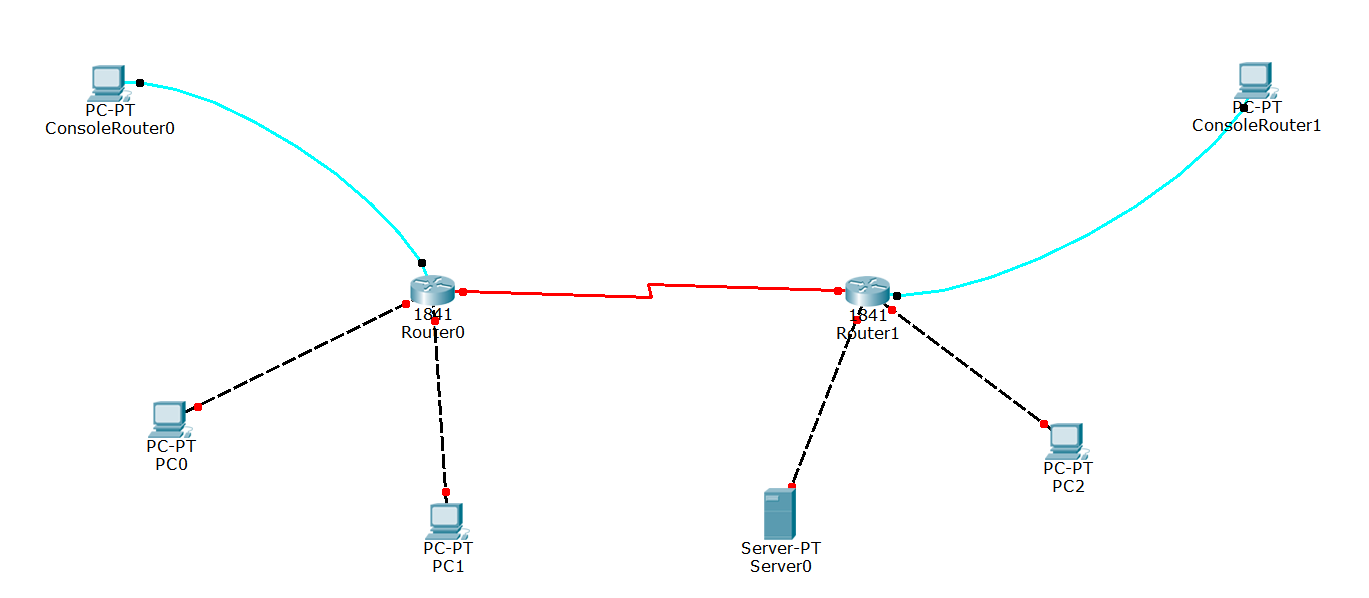 PC-PT
ConsoleRouter0
PC-PT
ConsoleRouter1
1841
Router0
1841
Router1
PC-PT
PC0
PC-PT
PC1
Server-PT
Server0
PC-PT
PC2